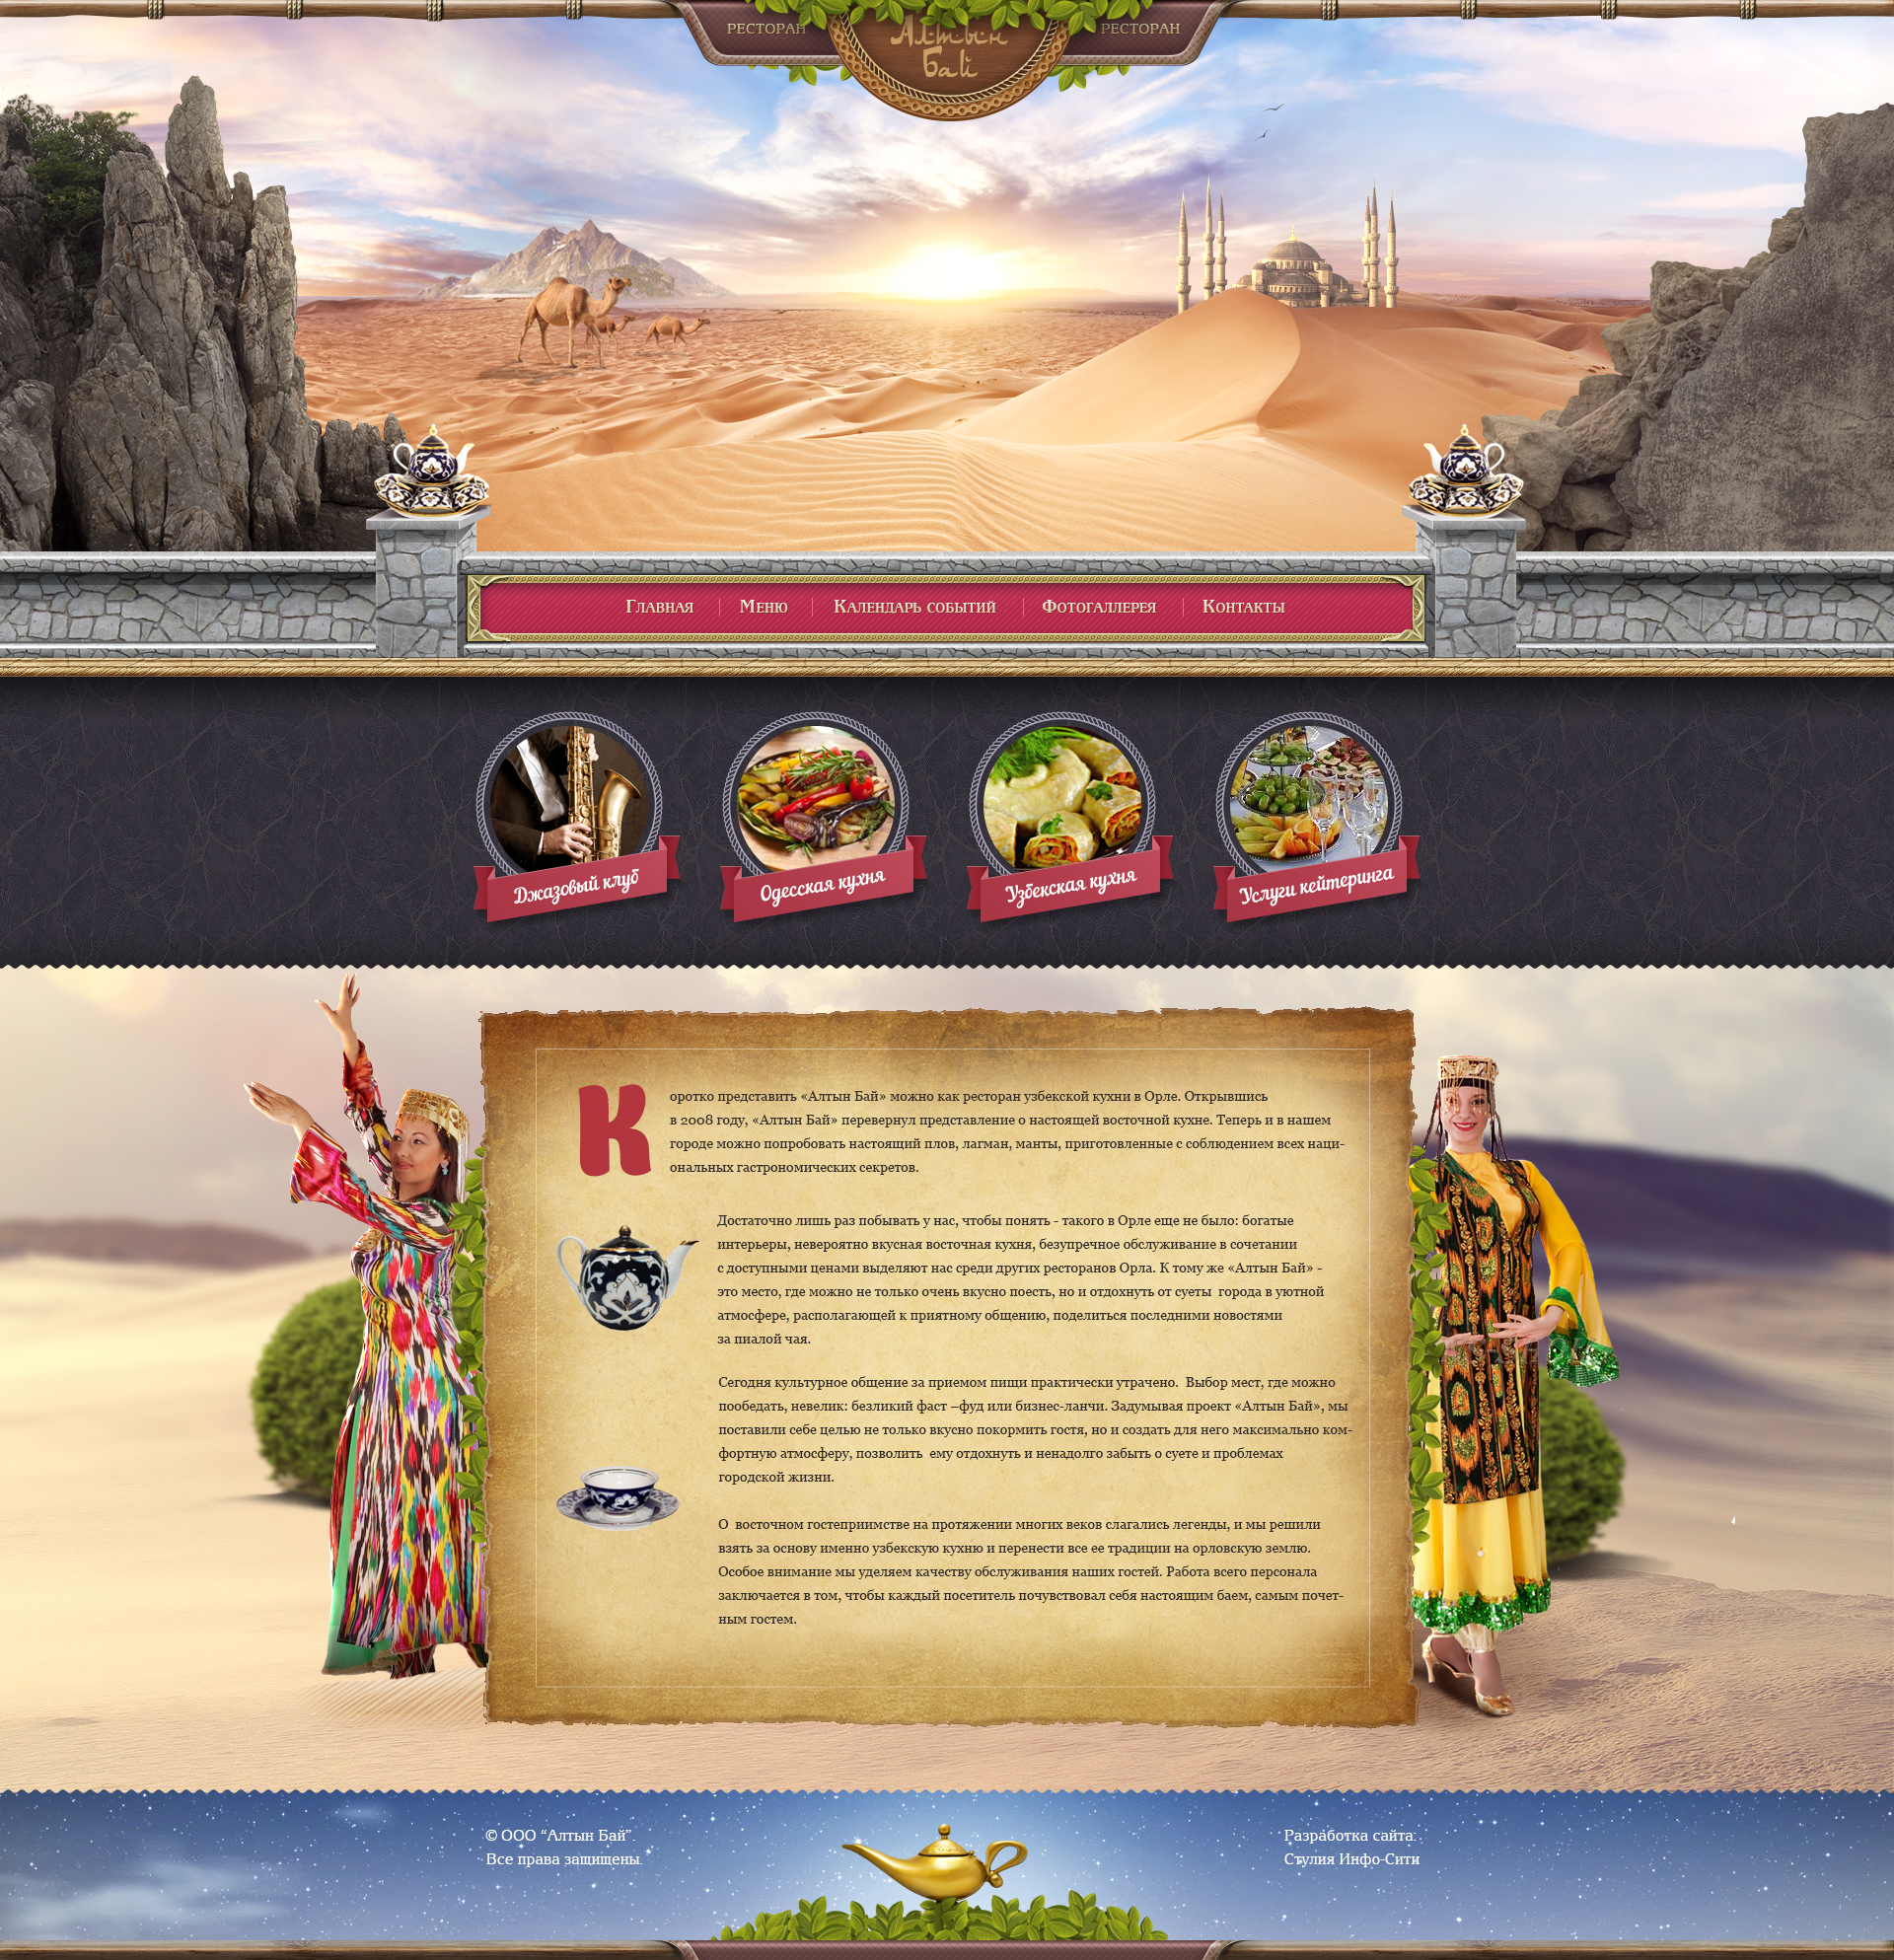 РЕСТОРАН
Алтын
Бай
РЕСТОРАН
Главная
Меню
Календарь событий
Фотогаллерея
Контакты
Джазовый клуб
Одесская кухня
Узбекская кухня
Услуги кейтеринга
Коротко представить «Алтын Бай» можно как ресторан узбекской кухни в Орле. Открывшись
в 2008 году, «Алтын Бай» перевернул представление о настоящей восточной кухне. Теперь и в нашем
городе можно попробовать настоящий плов, лагман, манты, приготовленные с соблюдением всех наци-
ональных гастрономических секретов.
Достаточно лишь раз побывать у нас, чтобы понять - такого в Орле еще не было: богатые
интерьеры, невероятно вкусная восточная кухня, безупречное обслуживание в сочетании
с доступными ценами выделяют нас среди других ресторанов Орла. К тому же «Алтын Бай» -
это место, где можно не только очень вкусно поесть, но и отдохнуть от суеты  города в уютной
атмосфере, располагающей к приятному общению, поделиться последними новостями
за пиалой чая.
Сегодня культурное общение за приемом пищи практически утрачено.  Выбор мест, где можно
пообедать, невелик: безликий фаст –фуд или бизнес-ланчи. Задумывая проект «Алтын Бай», мы
поставили себе целью не только вкусно покормить гостя, но и создать для него максимально ком-
фортную атмосферу, позволить  ему отдохнуть и ненадолго забыть о суете и проблемах
городской жизни.
О  восточном гостеприимстве на протяжении многих веков слагались легенды, и мы решили
взять за основу именно узбекскую кухню и перенести все ее традиции на орловскую землю.
Особое внимание мы уделяем качеству обслуживания наших гостей. Работа всего персонала
заключается в том, чтобы каждый посетитель почувствовал себя настоящим баем, самым почет-
ным гостем.
© ООО “Алтын Бай”.
Все права защищены.
Разработка сайта:
Студия Инфо-Сити